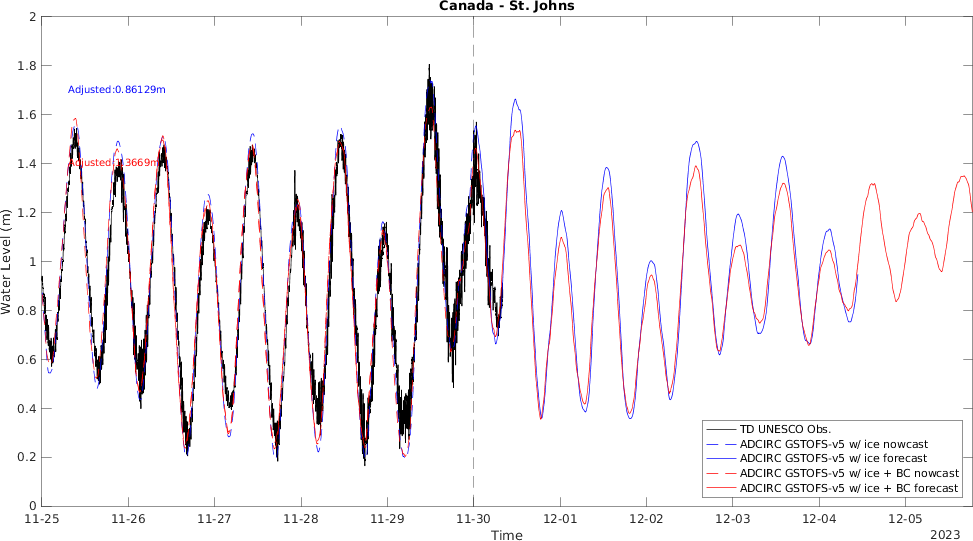 Canada - St. Johns
2
1.8
1.6
1.4
1.2
1
0.8
0.6
0.4
0.2
0
Water Level (m)
Adjusted:0.86129m
11-25
11-26
11-27
11-28
11-29
11-30
12-01
12-02
12-03
12-04
12-05
Time
2023
TD UNESCO Obs.
ADCIRC GSTOFS-v5 w/ ice nowcast
ADCIRC GSTOFS-v5 w/ ice forecast
ADCIRC GSTOFS-v5 w/ ice + BC nowcast
ADCIRC GSTOFS-v5 w/ ice + BC forecast